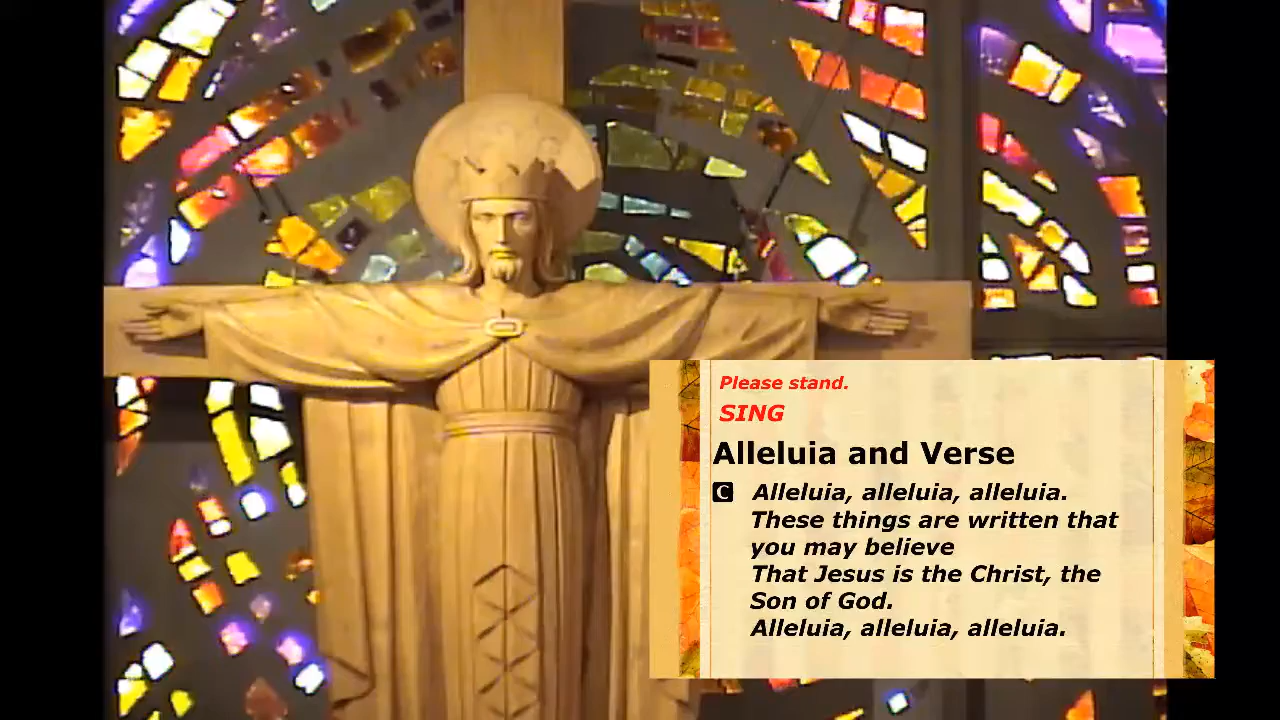 Please stand.
SING
Alleluia and Verse
C Alleluia, alleluia, alleluia.
These things are written that
you may believe
That Jesus is the Christ, the
Son of God.
Alleluia, alleluia, alleluia.